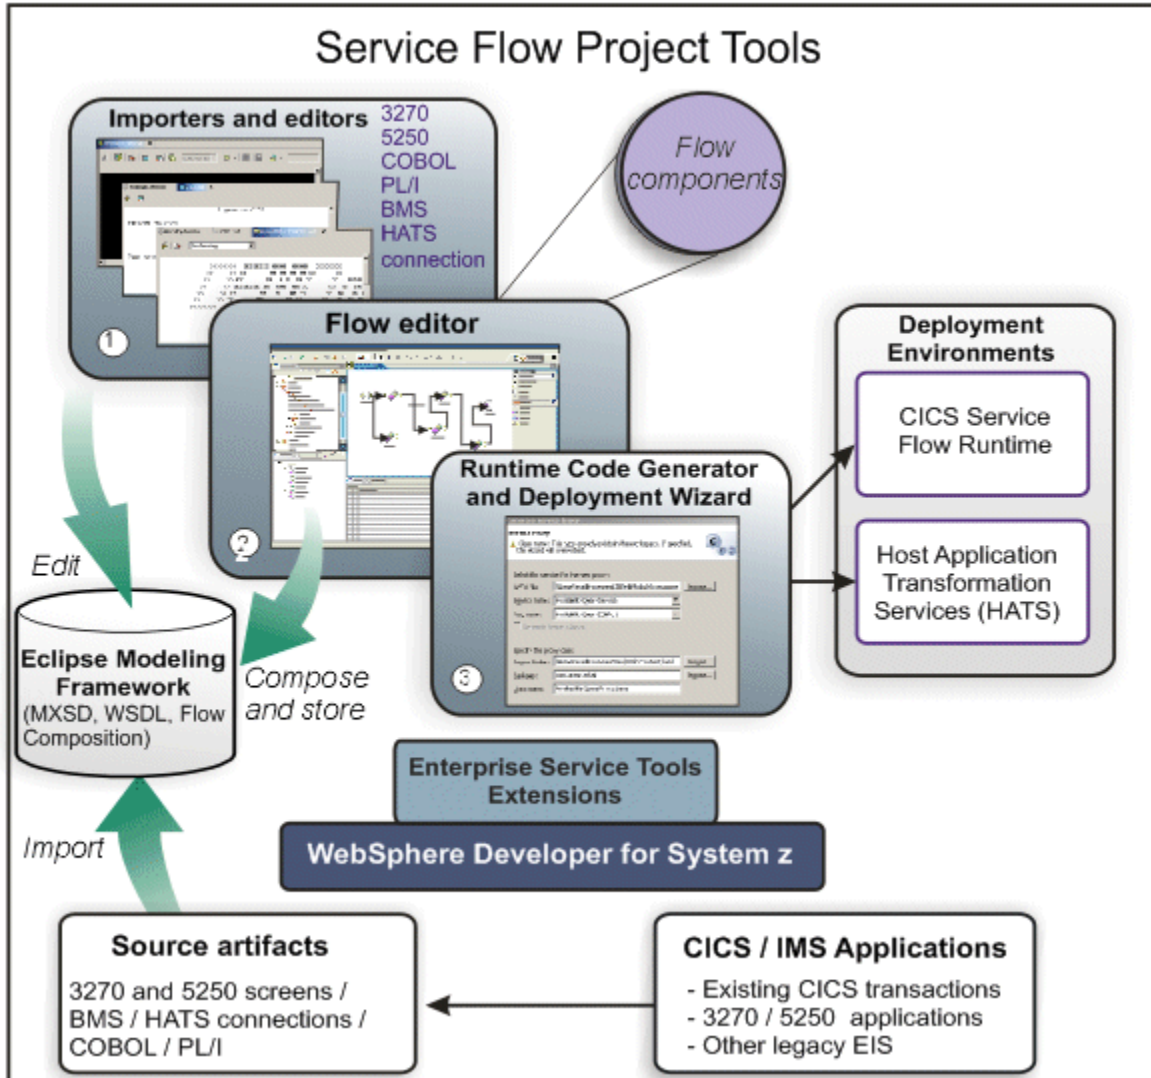 Service Flow Project Tools
Importers and editors
3270
5250
COBOL
PL/I
BMS
HATS
connection
1
Flow
components
Flow editor
2
Runtime Code Generator
and Deployment Wizard
3
Deployment
Environments
CICS Service
Flow Runtime
Host Application
Transformation
Services (HATS)
Edit
Eclipse Modeling
Framework
(MXSD, WSDL, Flow
Composition)
Compose
and store
Enterprise Service Tools
Extensions
WebSphere Developer for System z
Import
Source artifacts
3270 and 5250 screens /
BMS / HATS connections /
COBOL / PL/I
CICS / IMS Applications
- Existing CICS transactions
- 3270 / 5250 applications
- Other legacy EIS